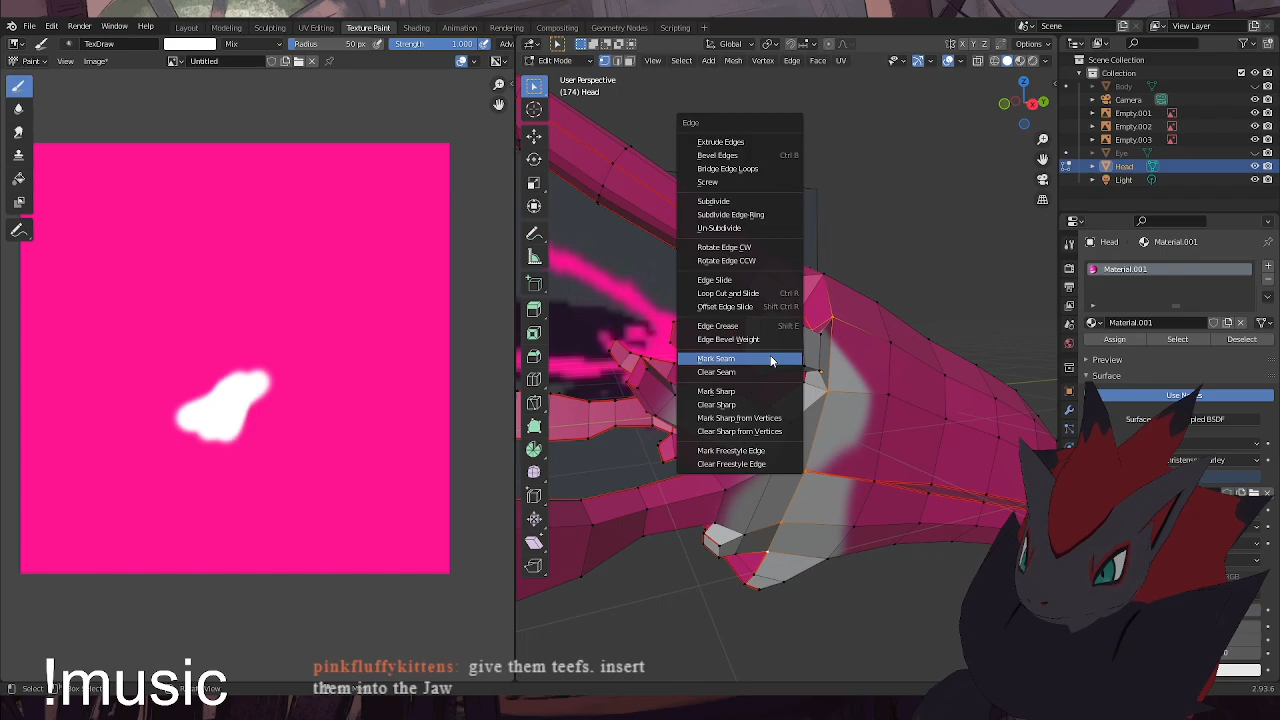 File Edit Render Window Help Layout Modeling Sculpting UV Editing Texture Paint Shading Animation Rendering Compositing Geometry Nodes Scripting + Scene View Layer
TexDraw Mix Radius 50 px Strength 1.000 Adv Global X Y Z Options
Paint View Image* Untitled Edit Mode View Select Add Mesh Vertex Edge Face UV
User Perspective
(174) Head
Scene Collection
Collection
Body
Camera
Empty.001
Empty.002
Empty.003
Eye
Head
Light
Edge
Extrude Edges
Bevel Edges Ctrl B
Bridge Edge Loops
Screw
Subdivide
Subdivide Edge-Ring
Un-Subdivide
Rotate Edge CW
Rotate Edge CCW
Edge Slide
Loop Cut and Slide Ctrl R
Offset Edge Slide Shift Ctrl R
Edge Crease Shift E
Edge Bevel Weight
Mark Seam
Clear Seam
Mark Sharp
Clear Sharp
Mark Sharp from Vertices
Clear Sharp from Vertices
Mark Freestyle Edge
Clear Freestyle Edge
Head Material.001
Material.001
Material.001
Assign Select Deselect
Preview
Surface
!music
pinkfluffykittens: give them teefs. insert
them into the Jaw
Select
2.93.6